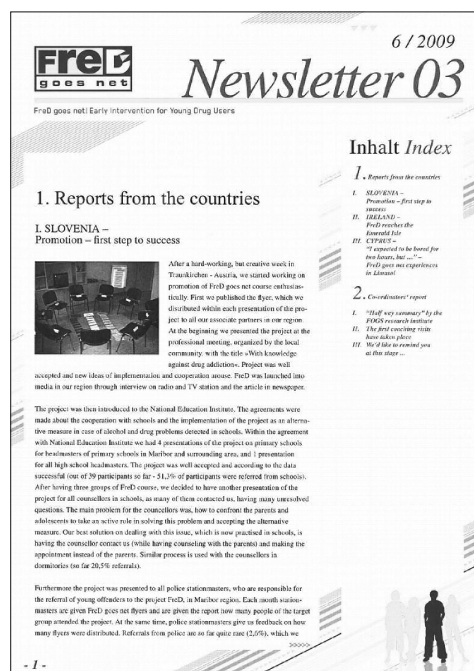 FreD
goes net
6 / 2009
Newsletter 03
FreD goes net! Early Intervention for Young Drug Users
Inhalt Index
1. Reports from the countries
I. SLOVENIA –
Promotion – first step to
success
II. IRELAND –
FreD reaches the
Emerald Isle
III. CYPRUS –
"I expected to be bored for
two hours, but ..." –
FreD goes net experiences
in Limassol
2. Co-ordinators' report
I. "Half way summary" by the
FOGS research institute
II. The first coaching visits
have taken place
III. We'd like to remind you
at this stage ...
1. Reports from the countries
I. SLOVENIA –
Promotion – first step to success
After a hard-working, but creative week in
Traunkirchen - Austria, we started working on
promotion of FreD goes net course enthusias-
tically. First we published the flyer, which we
distributed within each presentation of the pro-
ject to all our associate partners in our region.
At the beginning we presented the project at the
professional meeting, organized by the local
community, with the title »With knowledge
against drug addiction«. Project was well
accepted and new ideas of implementation and cooperation arouse. FreD was launched into
media in our region through interview on radio and TV station and the article in newspaper.
The project was then introduced to the National Education Institute. The agreements were
made about the cooperation with schools and the implementation of the project as an alterna-
tive measure in case of alcohol and drug problems detected in schools. Within the agreement
with National Education Institute we had 4 presentations of the project on primary schools
for headmasters of primary schools in Maribor and surrounding area, and 1 presentation
for all high school headmasters. The project was well accepted and according to the data
successful (out of 39 participants so far - 51,3% of participants were referred from schools).
After having three groups of FreD course, we decided to have another presentation of the
project for all counsellors in schools, as many of them contacted us, having many unresolved
questions. The main problem for the councillors was, how to confront the parents and
adolescents to take an active role in solving this problem and accepting the alternative
measure. Our best solution on dealing with this issue, which is now practised in schools, is
having the counsellor contact us (while having counseling with the parents) and making the
appointment instead of the parents. Similar process is used with the counsellors in
dormitories (so far 20,5% referrals).
Furthermore the project was presented to all police stationmasters, who are responsible for
the referral of young offenders to the project FreD, in Maribor region. Each month station-
masters are given FreD goes net flyers and are given the report how many people of the target
group attended the project. At the same time, police stationmasters give us feedback on how
many flyers were distributed. Referrals from police are so far quite rare (2,6%), which we
>>>>>
- 1 -